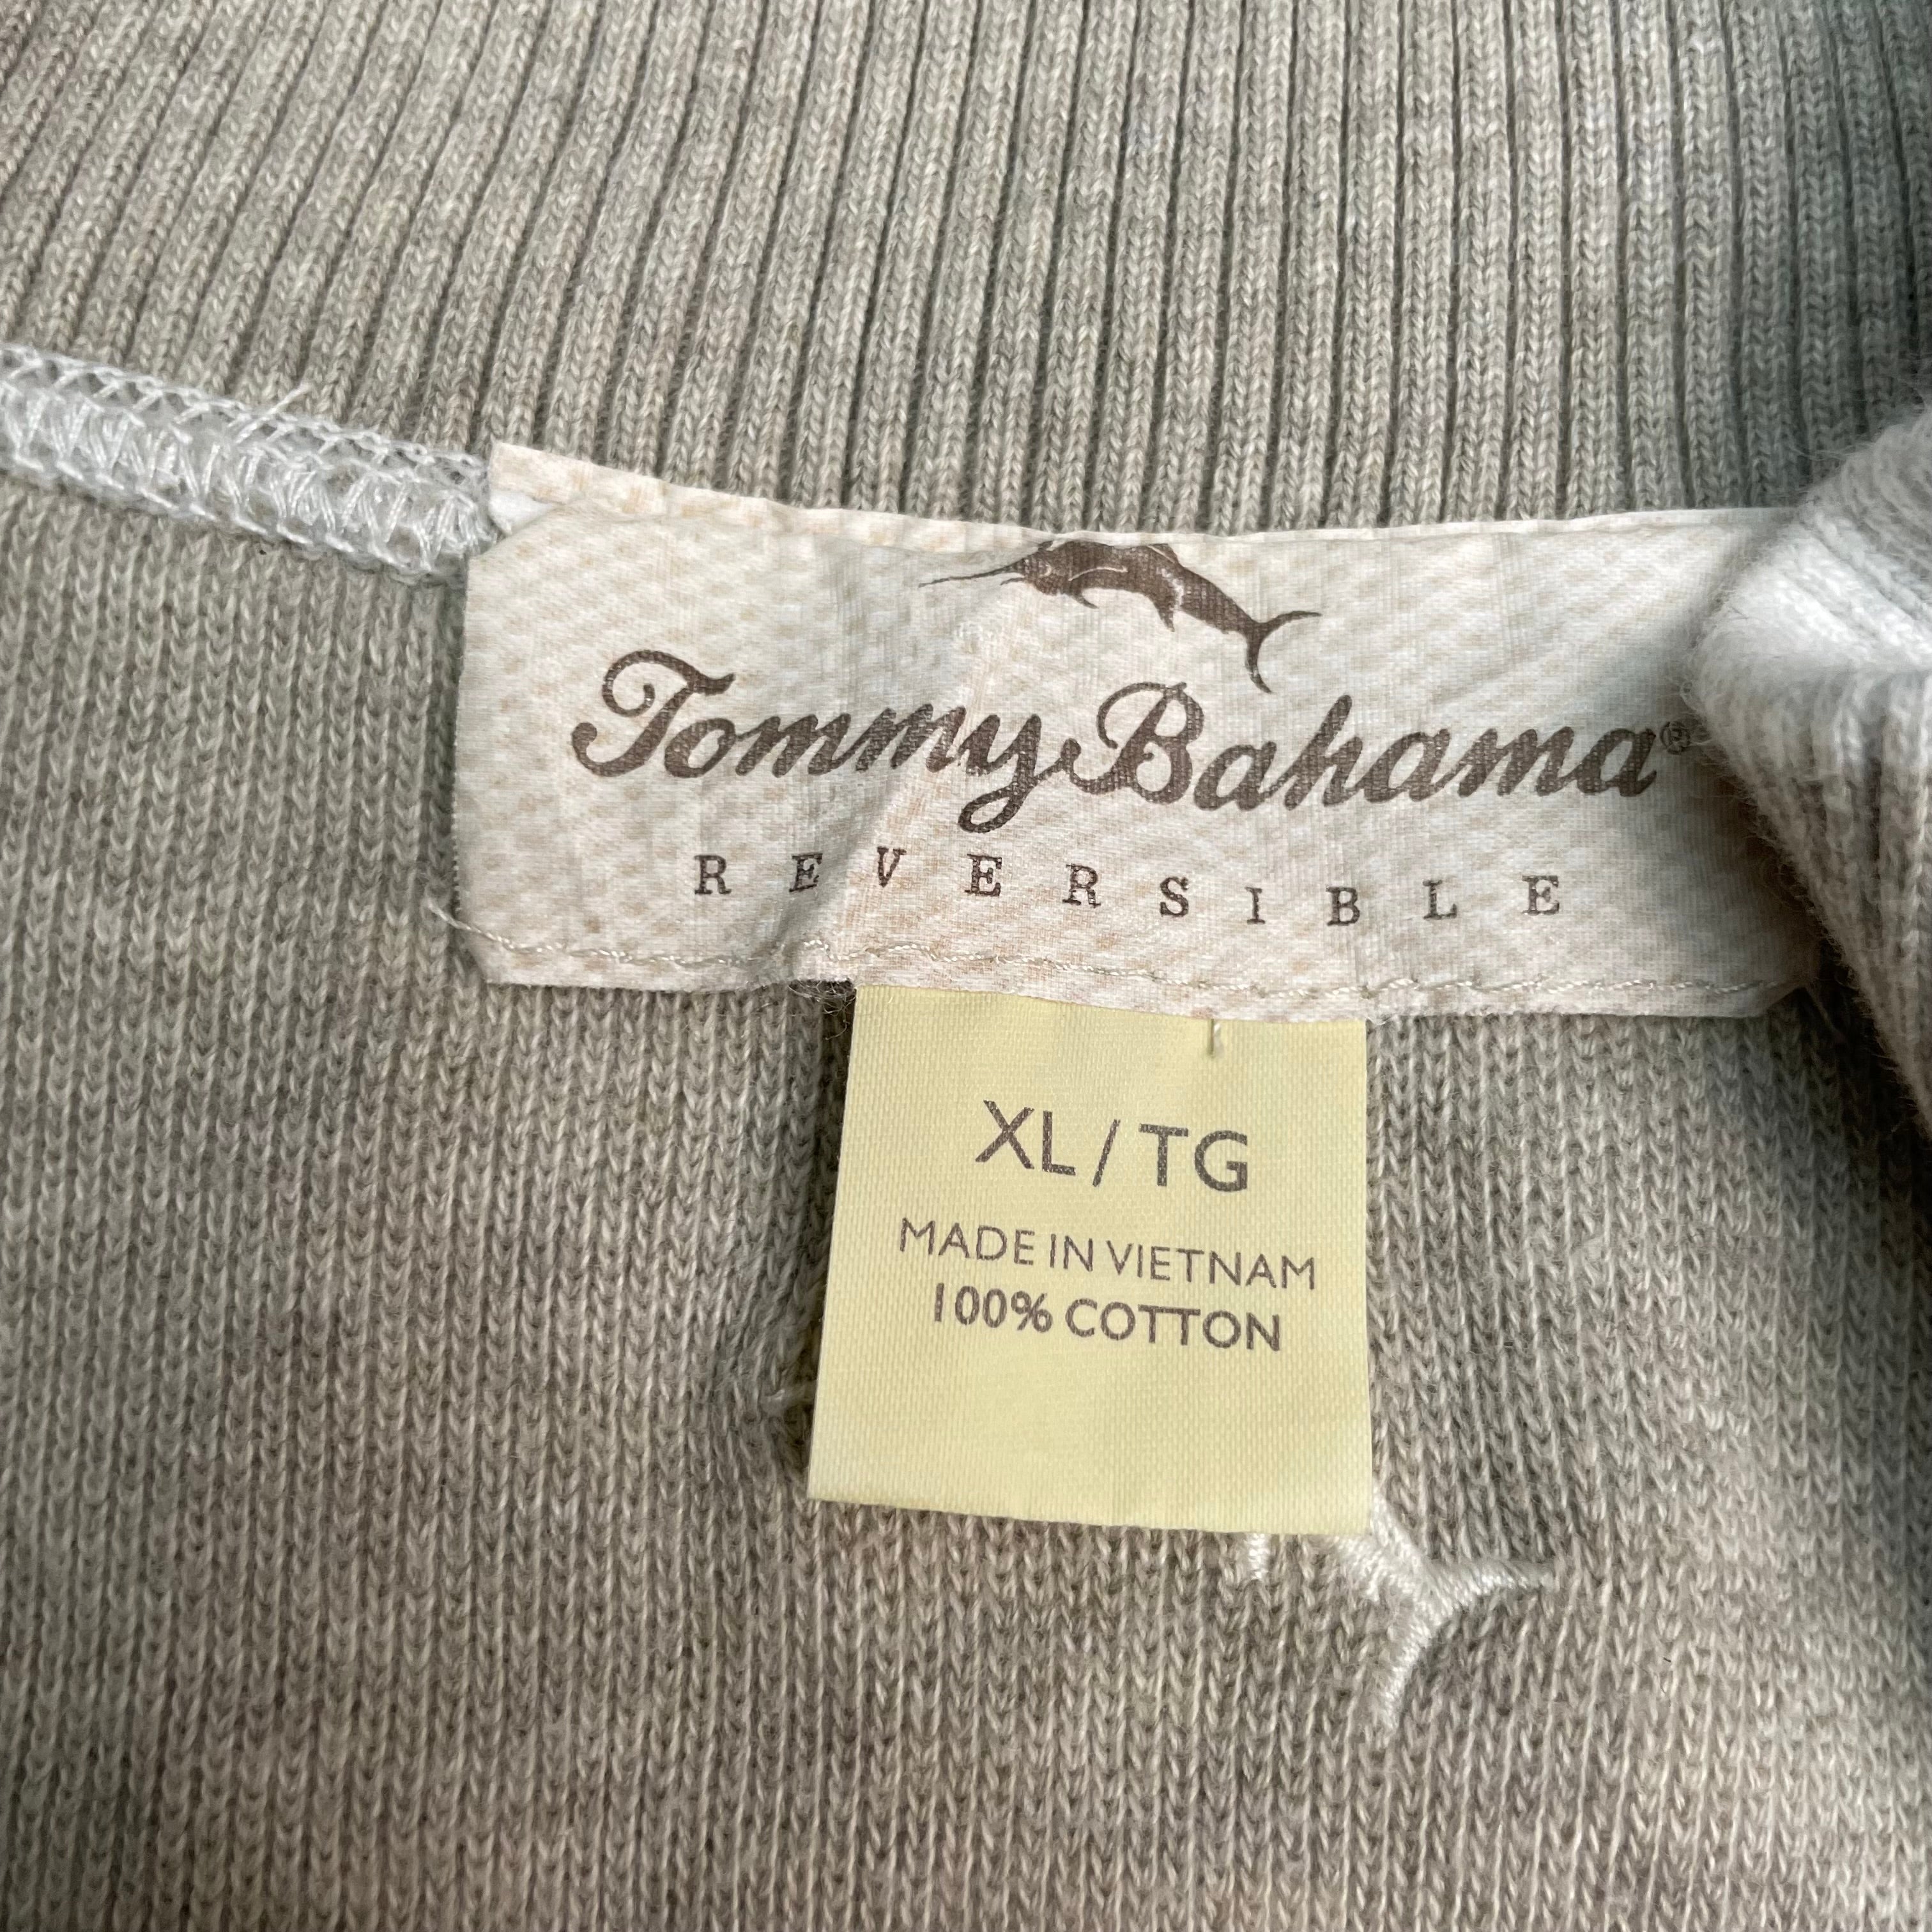 Tommy Bahama®
REVERSIBLE
XL / TG
MADE IN VIETNAM
100% COTTON